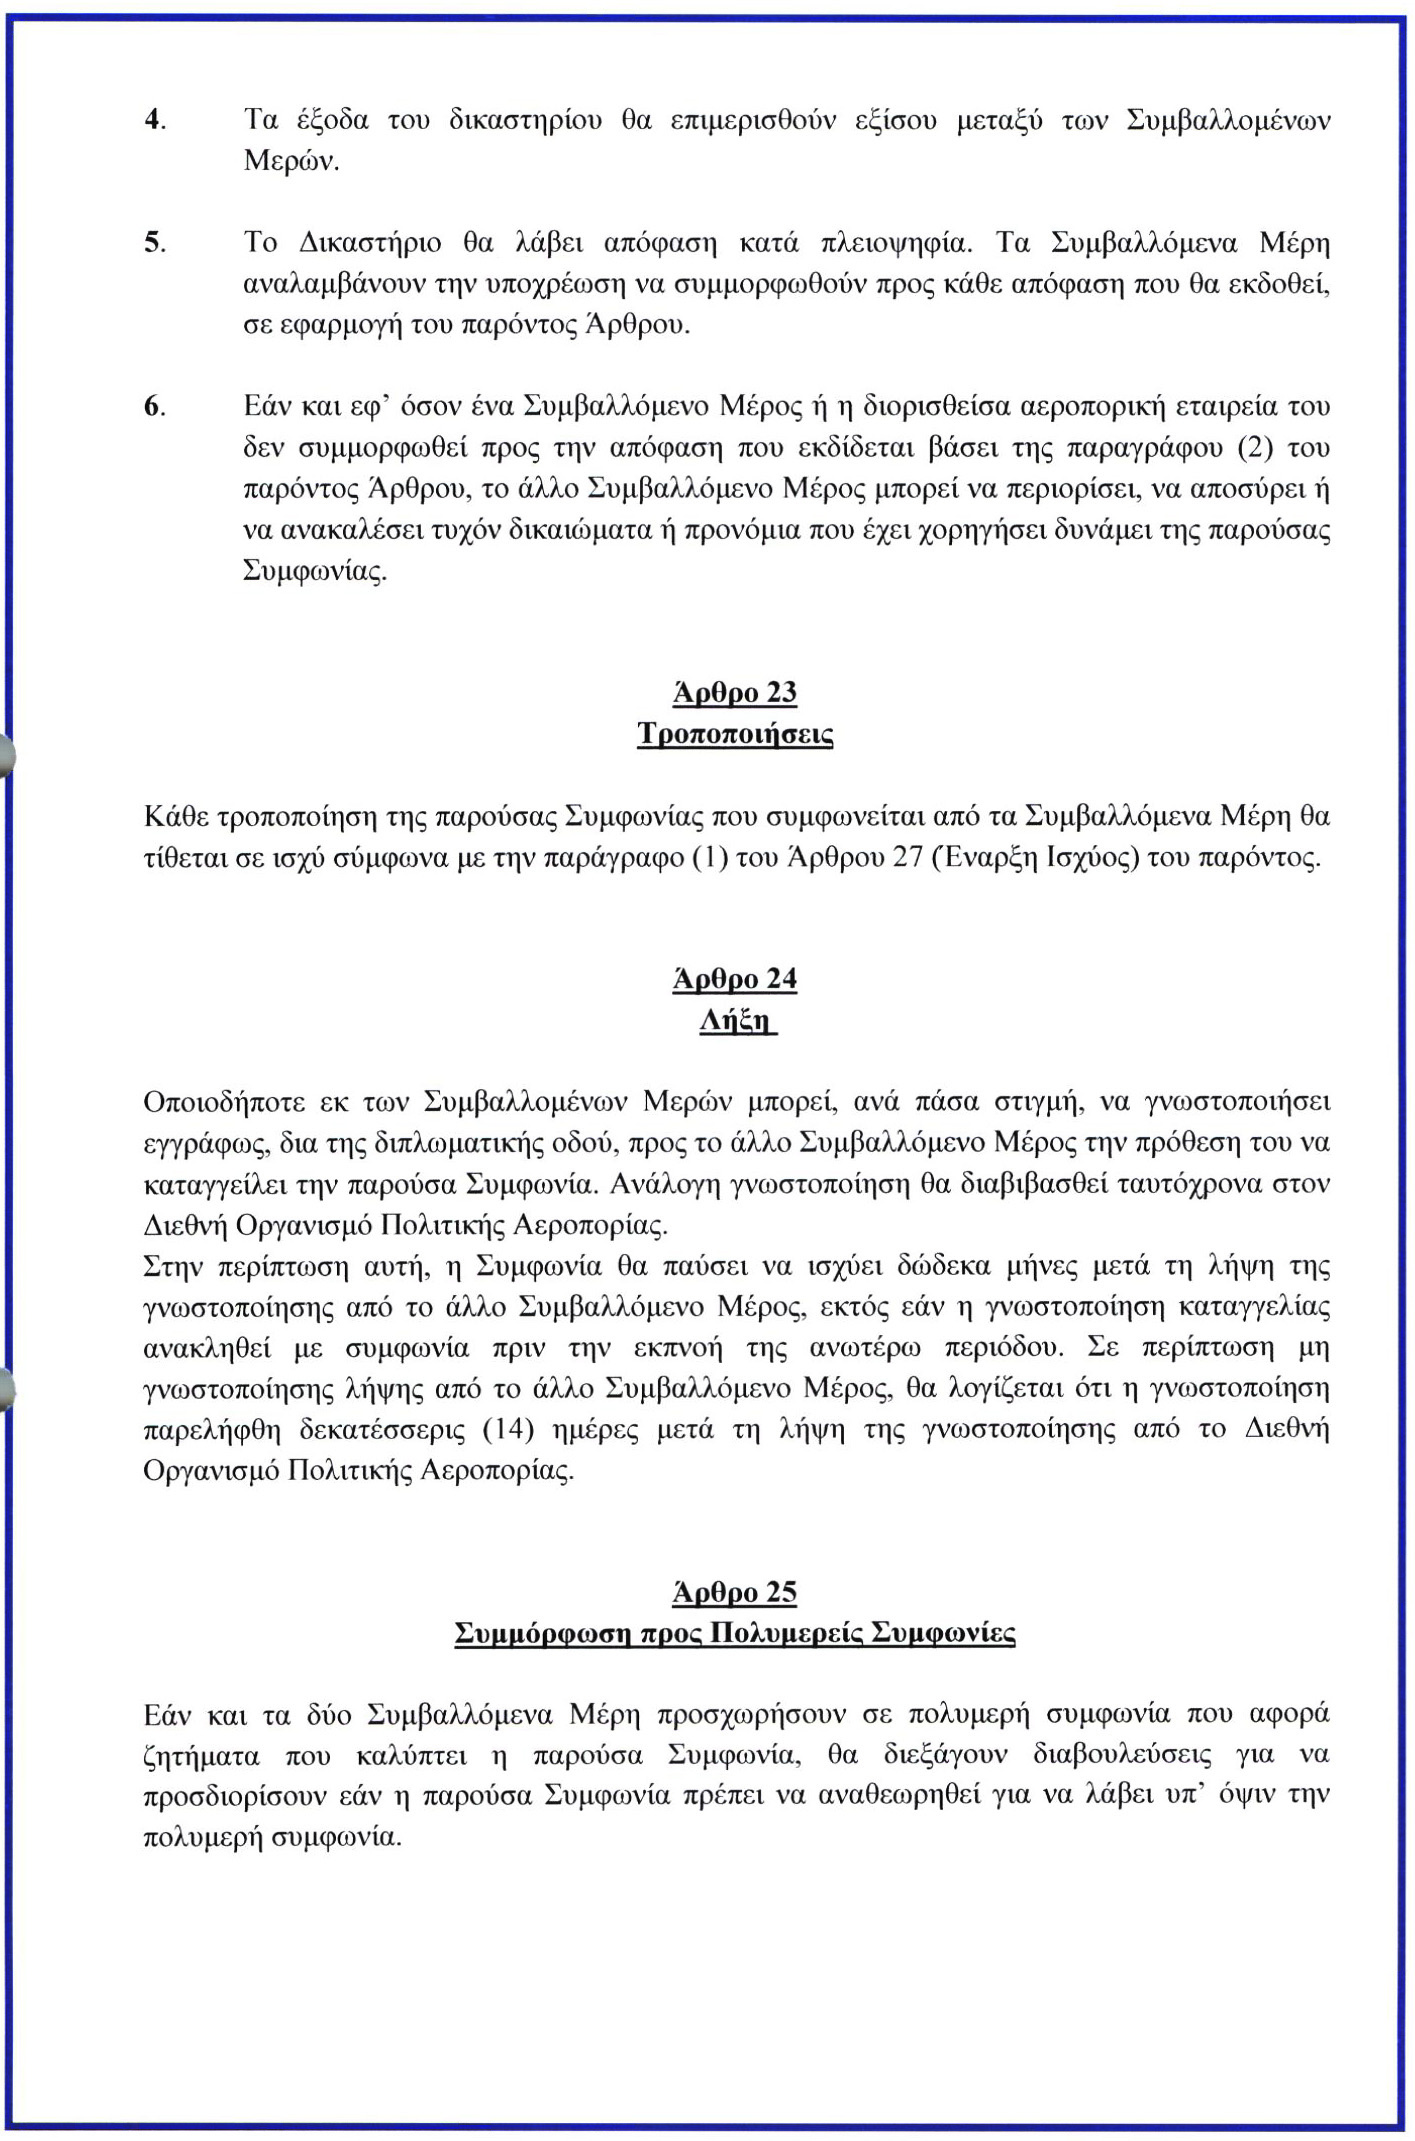 4. Τα έξοδα του δικαστηρίου θα επιμερισθούν εξίσου μεταξύ των Συμβαλλομένων
Μερών.
5. Το Δικαστήριο θα λάβει απόφαση κατά πλειοψηφία. Τα Συμβαλλόμενα Μέρη
αναλαμβάνουν την υποχρέωση να συμμορφωθούν προς κάθε απόφαση που θα εκδοθεί,
σε εφαρμογή του παρόντος Άρθρου.
6. Εάν και εφ’ όσον ένα Συμβαλλόμενο Μέρος ή η διορισθείσα αεροπορική εταιρεία του
δεν συμμορφωθεί προς την απόφαση που εκδίδεται βάσει της παραγράφου (2) του
παρόντος Άρθρου, το άλλο Συμβαλλόμενο Μέρος μπορεί να περιορίσει, να αποσύρει ή
να ανακαλέσει τυχόν δικαιώματα ή προνόμια που έχει χορηγήσει δυνάμει της παρούσας
Συμφωνίας.
Άρθρο 23
Τροποποιήσεις
Κάθε τροποποίηση της παρούσας Συμφωνίας που συμφωνείται από τα Συμβαλλόμενα Μέρη θα
τίθεται σε ισχύ σύμφωνα με την παράγραφο (1) του Άρθρου 27 (Έναρξη Ισχύος) του παρόντος.
Άρθρο 24
Λήξη
Οποιοδήποτε εκ των Συμβαλλομένων Μερών μπορεί, ανά πάσα στιγμή, να γνωστοποιήσει
εγγράφως, δια της διπλωματικής οδού, προς το άλλο Συμβαλλόμενο Μέρος την πρόθεση του να
καταγγείλει την παρούσα Συμφωνία. Ανάλογη γνωστοποίηση θα διαβιβασθεί ταυτόχρονα στον
Διεθνή Οργανισμό Πολιτικής Αεροπορίας.
Στην περίπτωση αυτή, η Συμφωνία θα παύσει να ισχύει δώδεκα μήνες μετά τη λήψη της
γνωστοποίησης από το άλλο Συμβαλλόμενο Μέρος, εκτός εάν η γνωστοποίηση καταγγελίας
ανακληθεί με συμφωνία πριν την εκπνοή της ανωτέρω περιόδου. Σε περίπτωση μη
γνωστοποίησης λήψης από το άλλο Συμβαλλόμενο Μέρος, θα λογίζεται ότι η γνωστοποίηση
παρελήφθη δεκατέσσερις (14) ημέρες μετά τη λήψη της γνωστοποίησης από το Διεθνή
Οργανισμό Πολιτικής Αεροπορίας.
Άρθρο 25
Συμμόρφωση προς Πολυμερείς Συμφωνίες
Εάν και τα δύο Συμβαλλόμενα Μέρη προσχωρήσουν σε πολυμερή συμφωνία που αφορά
ζητήματα που καλύπτει η παρούσα Συμφωνία, θα διεξάγουν διαβουλεύσεις για να
προσδιορίσουν εάν η παρούσα Συμφωνία πρέπει να αναθεωρηθεί για να λάβει υπ’ όψιν την
πολυμερή συμφωνία.